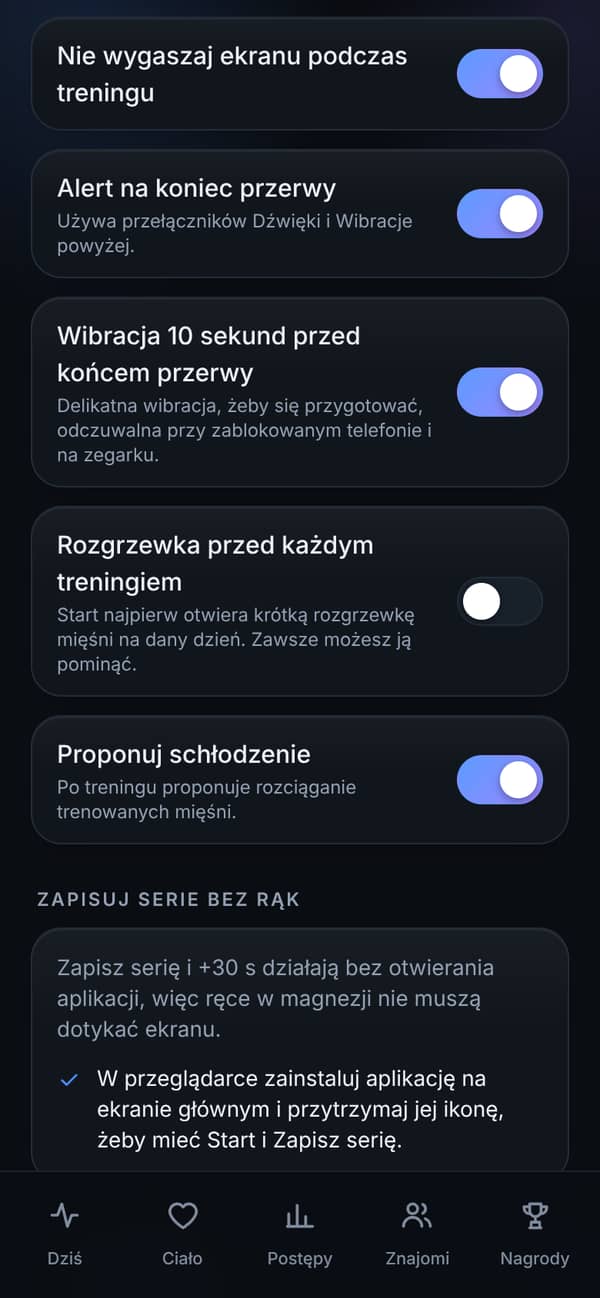 Nie wygaszaj ekranu podczas
treningu
Alert na koniec przerwy
Używa przełączników Dźwięki i Wibracje
powyżej.
Wibracja 10 sekund przed
końcem przerwy
Delikatna wibracja, żeby się przygotować,
odczuwalna przy zablokowanym telefonie i
na zegarku.
Rozgrzewka przed każdym
treningiem
Start najpierw otwiera krótką rozgrzewkę
mięśni na dany dzień. Zawsze możesz ją
pominąć.
Proponuj schłodzenie
Po treningu proponuje rozciąganie
trenowanych mięśni.
ZAPISUJ SERIE BEZ RĄK
Zapisz serię i +30 s działają bez otwierania
aplikacji, więc ręce w magnezji nie muszą
dotykać ekranu.
W przeglądarce zainstaluj aplikację na
ekranie głównym i przytrzymaj jej ikonę,
żeby mieć Start i Zapisz serię.
Dziś
Ciało
Postępy
Znajomi
Nagrody